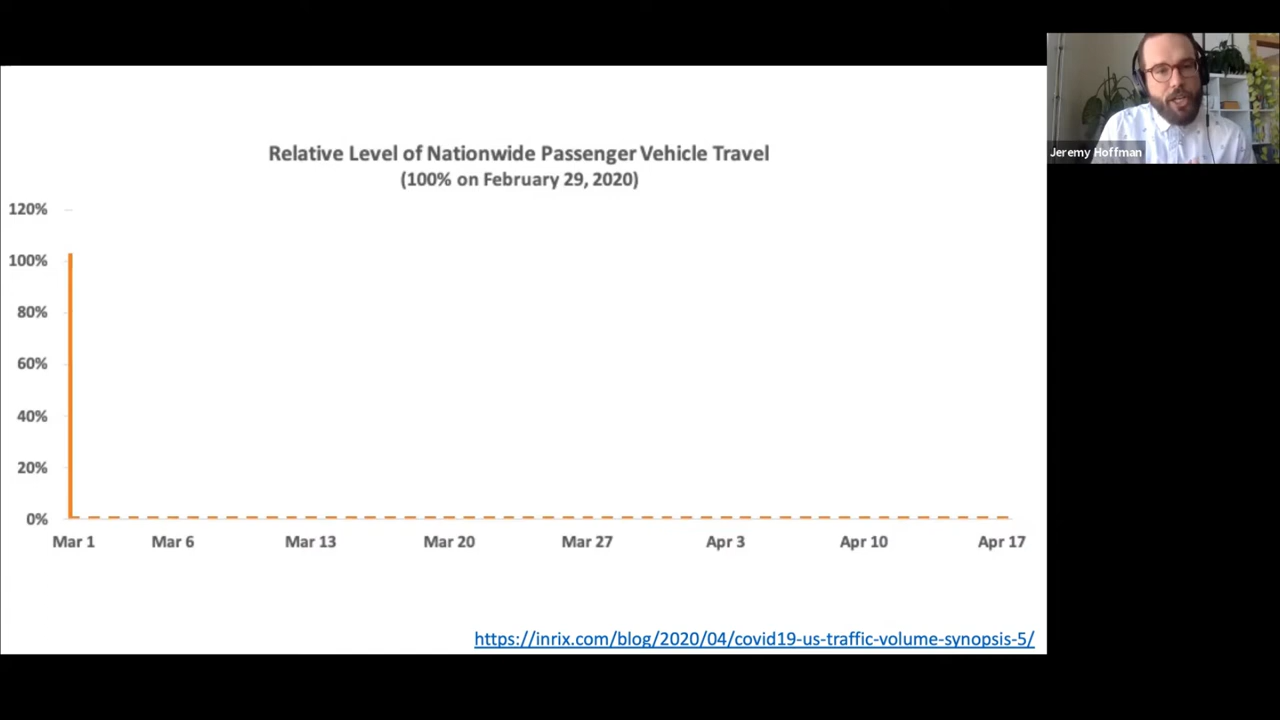 Jeremy Hoffman
Relative Level of Nationwide Passenger Vehicle Travel
(100% on February 29, 2020)
120%
100%
80%
60%
40%
20%
0%
Mar 1 Mar 6 Mar 13 Mar 20 Mar 27 Apr 3 Apr 10 Apr 17
https://inrix.com/blog/2020/04/covid19-us-traffic-volume-synopsis-5/